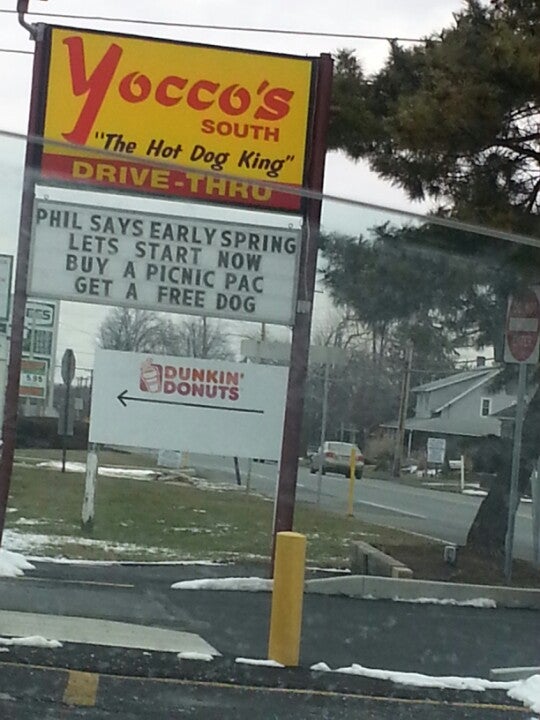 Yocco's
SOUTH
"The Hot Dog King"
DRIVE-THRU
PHIL SAYS EARLY SPRING
LETS START NOW
BUY A PICNIC PAC
GET A FREE DOG
DUNKIN'
DONUTS